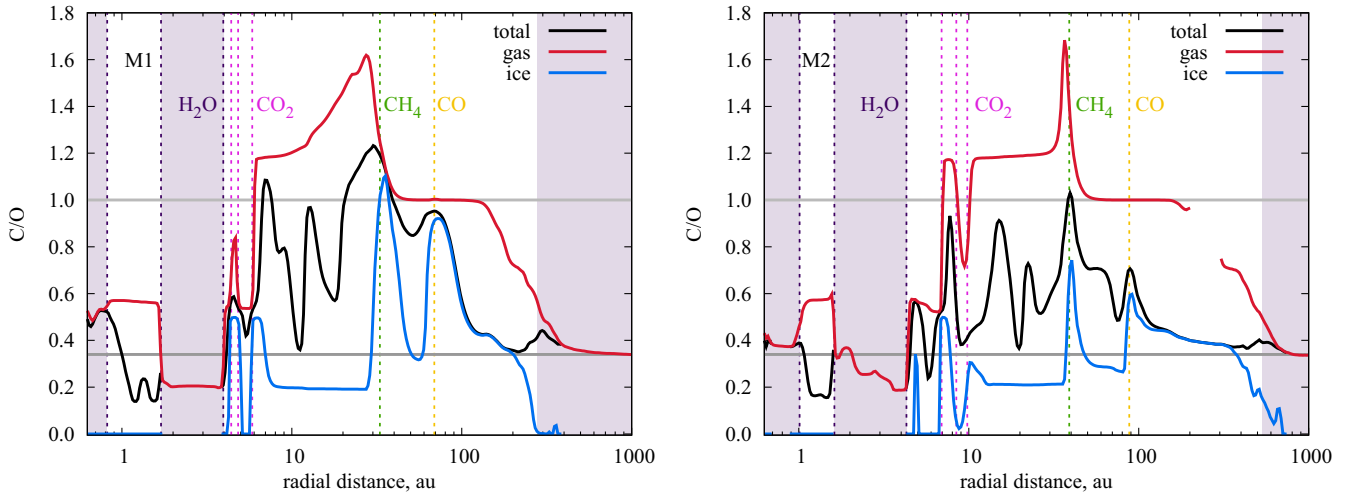 1.8
1.6
1.4
1.2
1.0
0.8
0.6
0.4
0.2
0.0
C/O
M1
total
gas
ice
H₂O
CO₂
CH₄
CO
1
10
100
1000
radial distance, au
1.8
1.6
1.4
1.2
1.0
0.8
0.6
0.4
0.2
0.0
C/O
M2
total
gas
ice
H₂O
CO₂
CH₄
CO
1
10
100
1000
radial distance, au